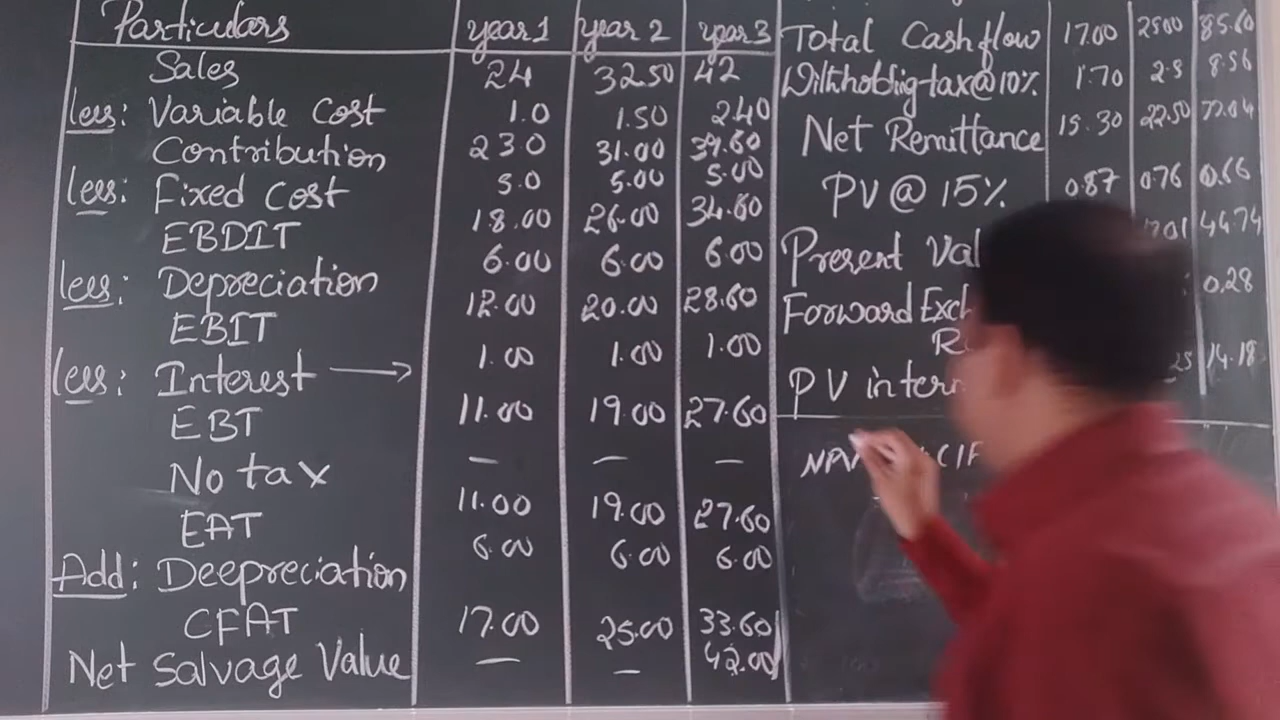 Particulars year 1 year 2 year 3
Sales 24 32.50 42
less: Variable Cost 1.0 1.50 2.40
Contribution 23.0 31.00 39.60
less: Fixed Cost 5.0 5.00 5.00
EBDIT 18.00 26.00 34.60
less: Depreciation 6.00 6.00 6.00
EBIT 12.00 20.00 28.60
less: Interest → 1.00 1.00 1.00
EBT 11.00 19.00 27.60
No tax — — —
EAT 11.00 19.00 27.60
Add: Deepreciation 6.00 6.00 6.00
CFAT 17.00 25.00 33.60
Net Salvage Value — — 42.00
Total Cashflow 17.00 25.00 85.60
Withholdig tax @ 10% 1.70 2.5 8.56
Net Remittance 15.30 22.50 77.04
PV @ 15% 0.87 0.76 0.66
Present 44.74
Forward 0.28
PV 14.18